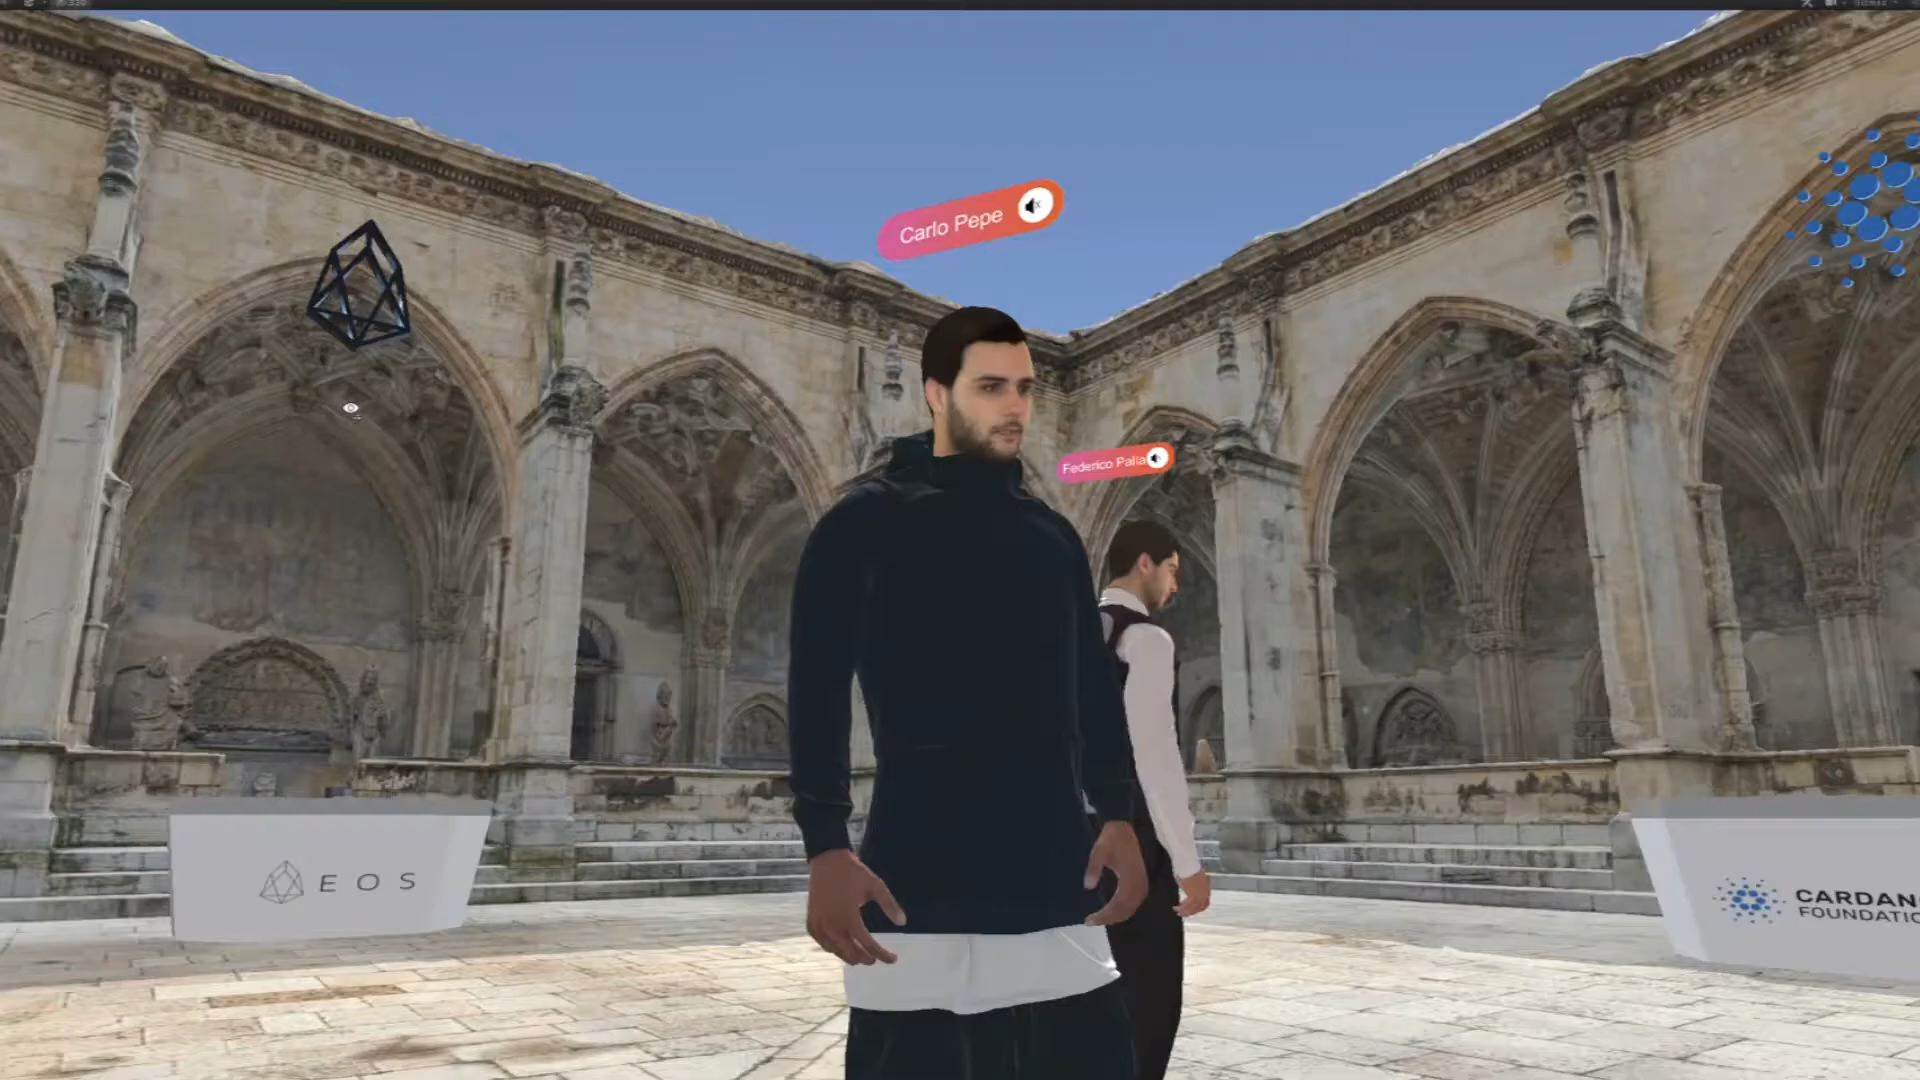 Carlo Pepe
Federico Palla
EOS
CARDAN
FOUNDATIO